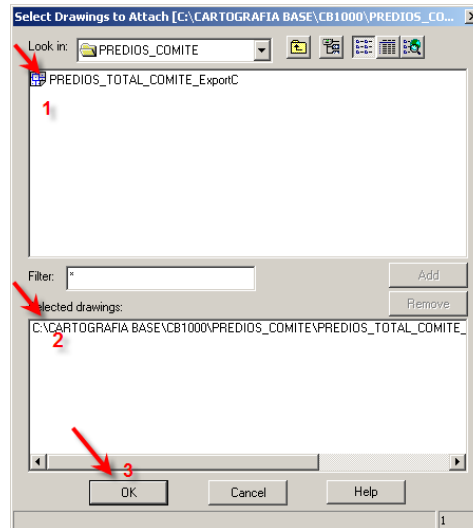 Select Drawings to Attach [C:\CARTOGRAFIA BASE\CB1000\PREDIOS_CO...
Look in: PREDIOS_COMITE
PREDIOS_TOTAL_COMITE_ExportC
1
Filter: * Add
Selected drawings: Remove
C:\CARTOGRAFIA BASE\CB1000\PREDIOS_COMITE\PREDIOS_TOTAL_COMITE_
2
3
OK Cancel Help
1